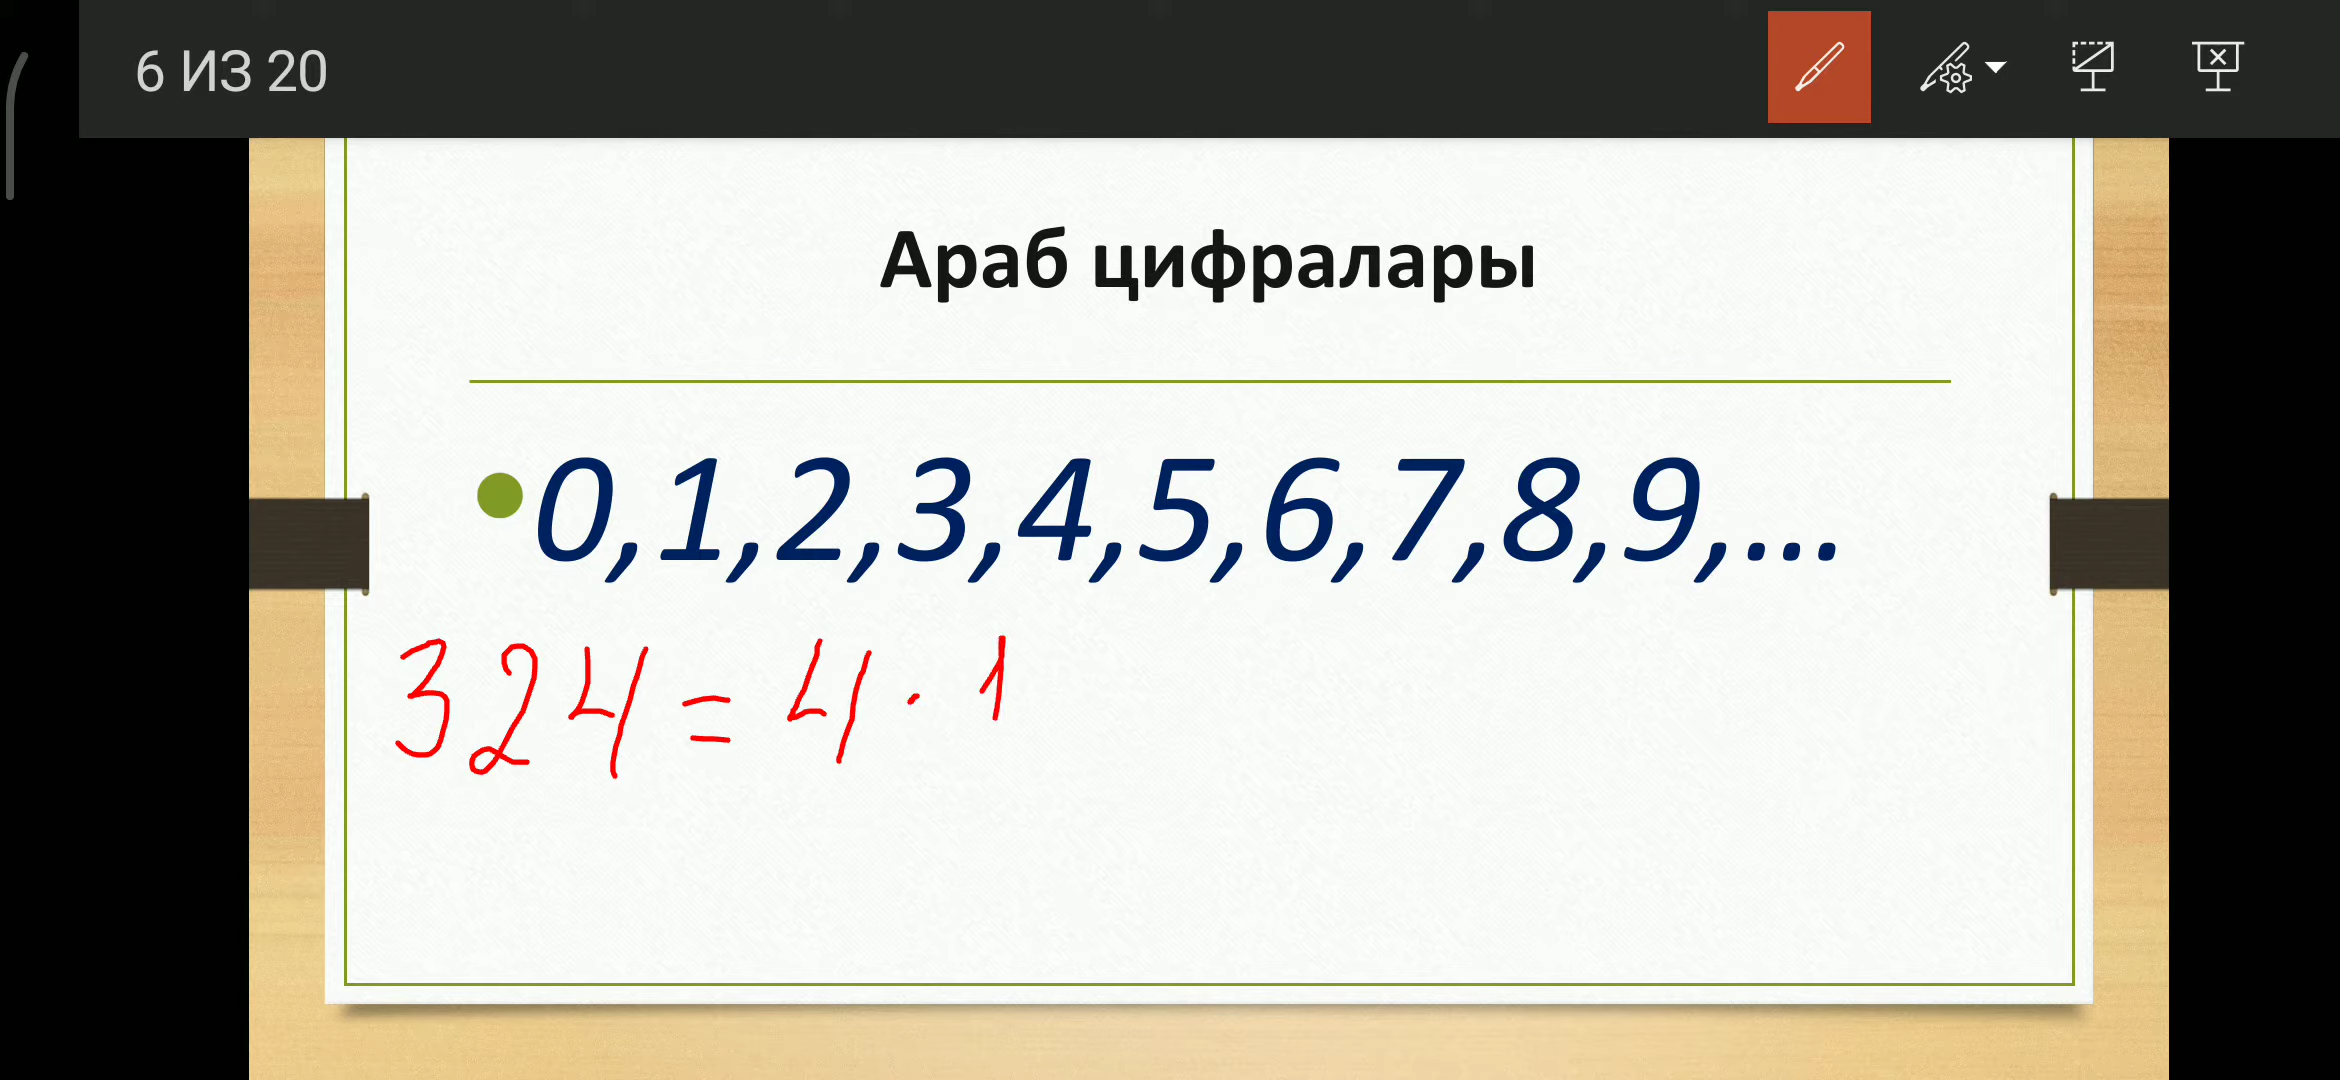 6 ИЗ 20
Араб цифралары
0,1,2,3,4,5,6,7,8,9,...
324 = 4 · 1